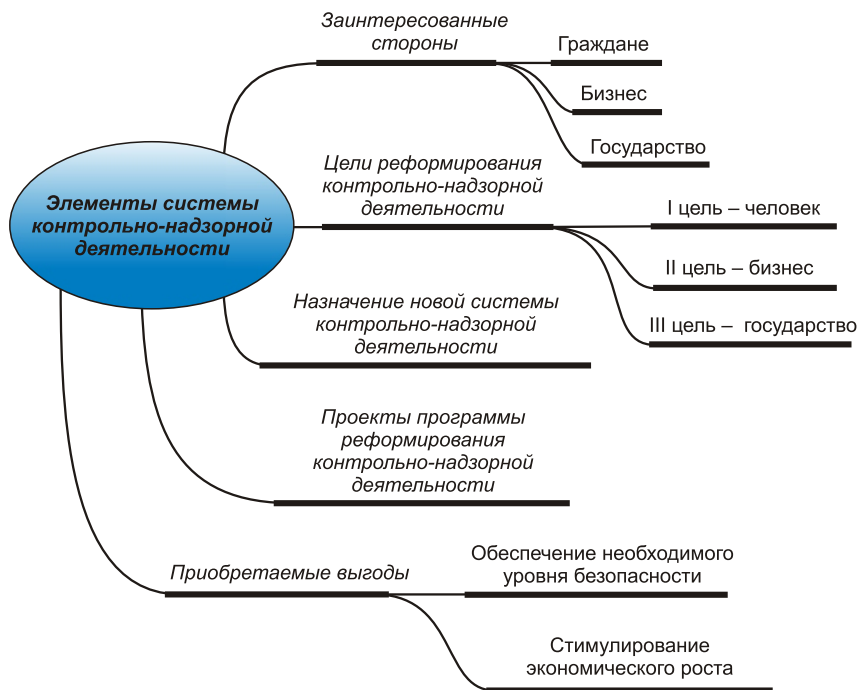 Элементы системы
контрольно-надзорной
деятельности
Заинтересованные
стороны
Граждане
Бизнес
Государство
Цели реформирования
контрольно-надзорной
деятельности
I цель – человек
II цель – бизнес
III цель – государство
Назначение новой системы
контрольно-надзорной
деятельности
Проекты программы
реформирования
контрольно-надзорной
деятельности
Приобретаемые выгоды
Обеспечение необходимого
уровня безопасности
Стимулирование
экономического роста